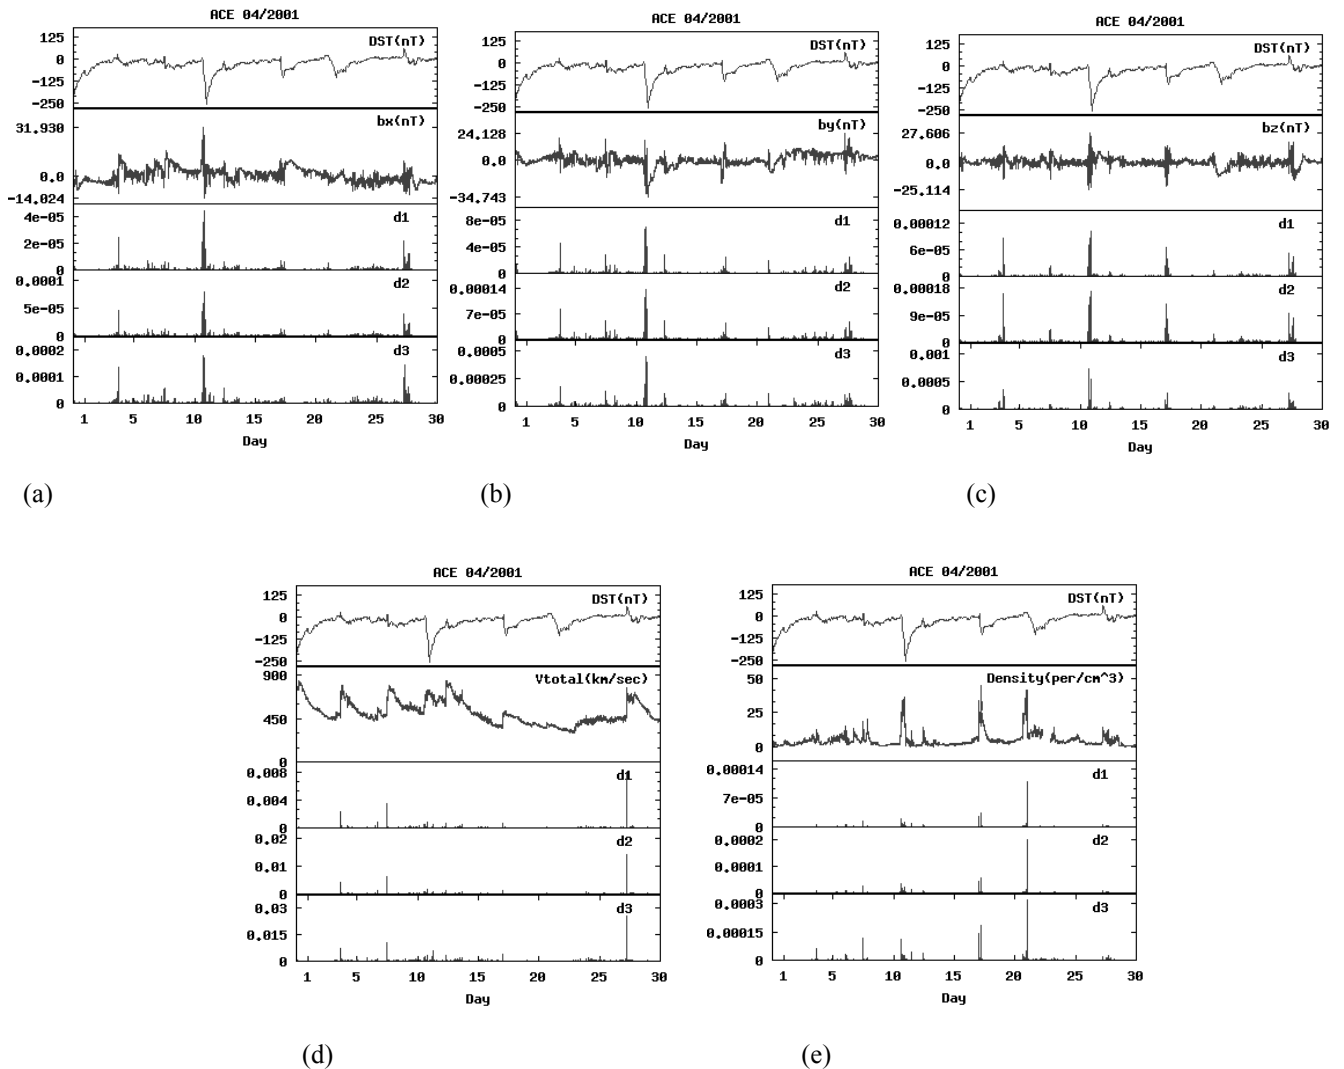 ACE 04/2001
125
0
-125
-250
DST(nT)
31.930
0.0
-14.024
bx(nT)
4e-05
2e-05
0
d1
0.0001
5e-05
0
d2
0.0002
0.0001
0
d3
1 5 10 15 20 25 30
Day
(a)
ACE 04/2001
125
0
-125
-250
DST(nT)
24.128
0.0
-34.743
by(nT)
8e-05
4e-05
0
d1
0.00014
7e-05
0
d2
0.0005
0.00025
0
d3
1 5 10 15 20 25 30
Day
(b)
ACE 04/2001
125
0
-125
-250
DST(nT)
27.606
0.0
-25.114
bz(nT)
0.00012
6e-05
0
d1
0.00018
9e-05
0
d2
0.001
0.0005
0
d3
1 5 10 15 20 25 30
Day
(c)
ACE 04/2001
125
0
-125
-250
DST(nT)
900
450
0
Vtotal(km/sec)
0.008
0.004
0
d1
0.02
0.01
0
d2
0.03
0.015
0
d3
1 5 10 15 20 25 30
Day
(d)
ACE 04/2001
125
0
-125
-250
DST(nT)
50
25
0
Density(per/cm^3)
0.00014
7e-05
0
d1
0.0002
0.0001
0
d2
0.0003
0.00015
0
d3
1 5 10 15 20 25 30
Day
(e)